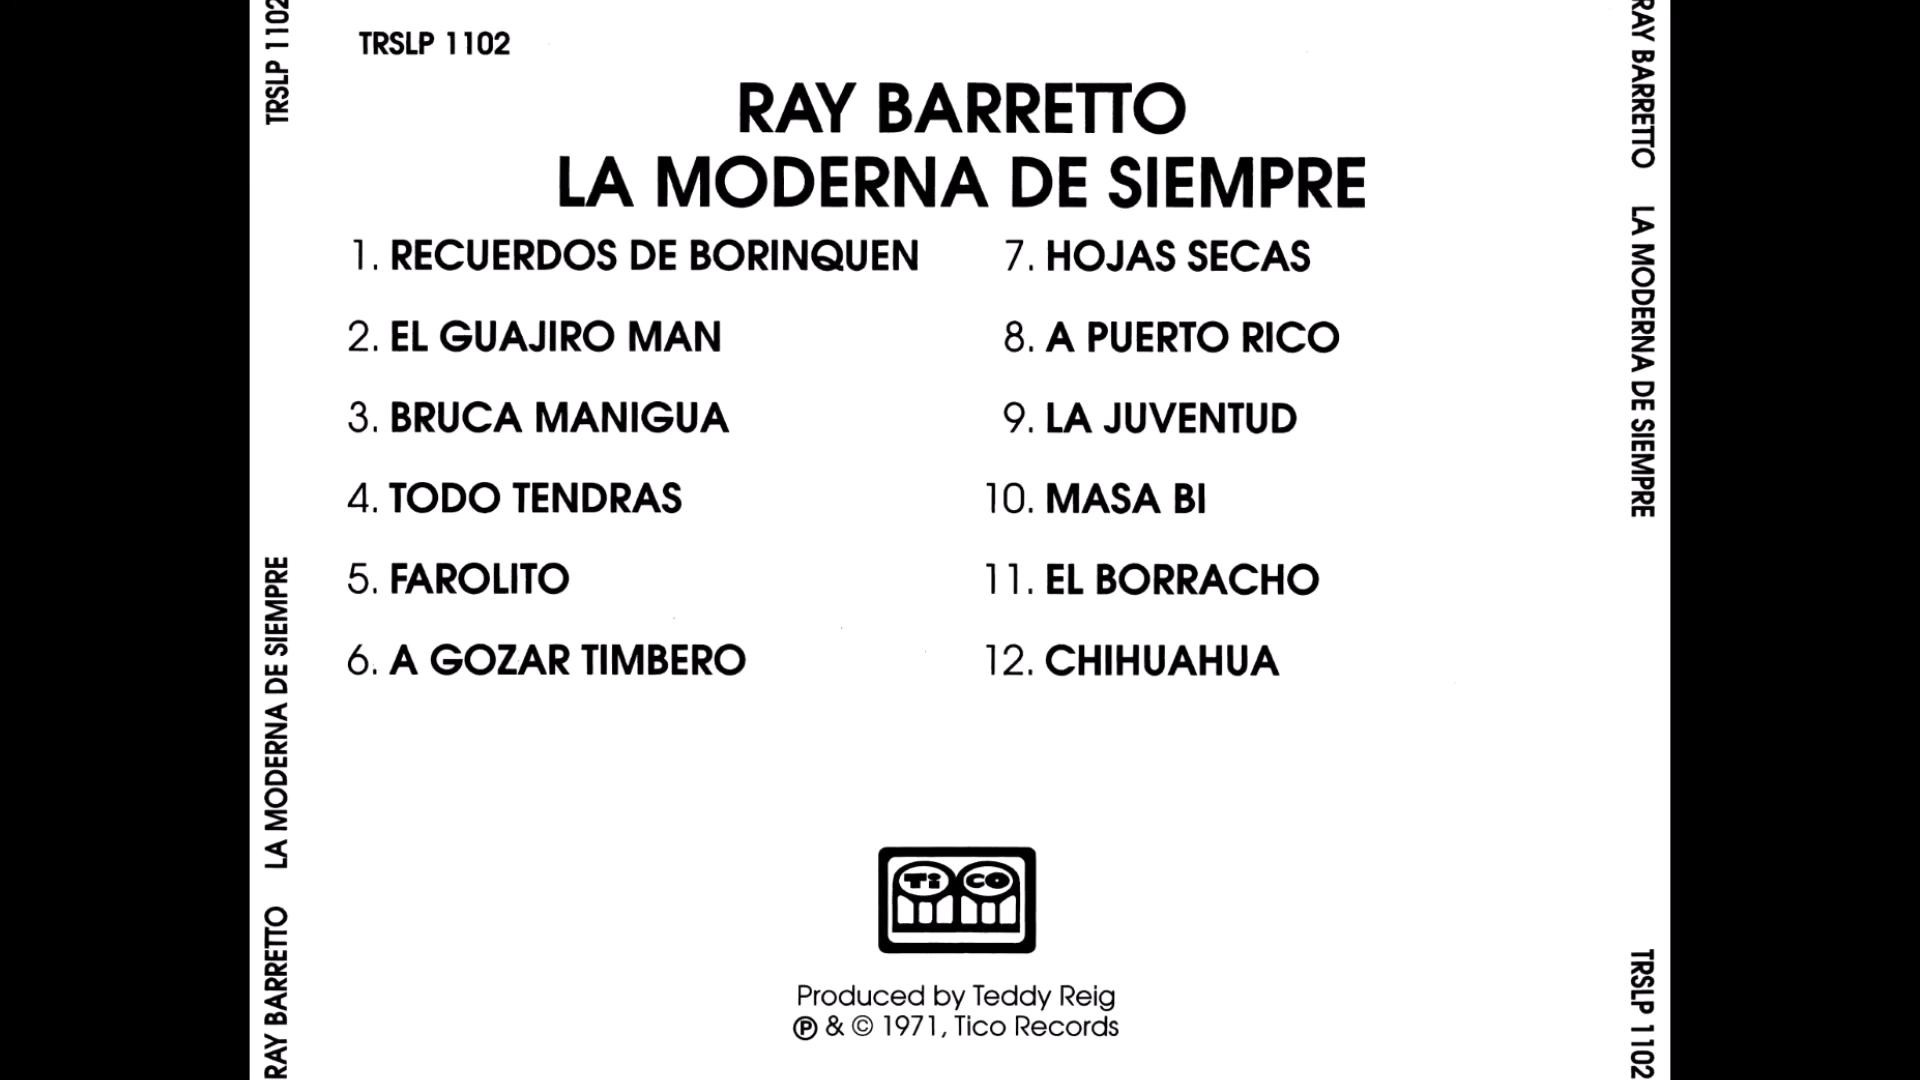 TRSLP 1102
RAY BARRETTO
LA MODERNA DE SIEMPRE
1. RECUERDOS DE BORINQUEN
2. EL GUAJIRO MAN
3. BRUCA MANIGUA
4. TODO TENDRAS
5. FAROLITO
6. A GOZAR TIMBERO
7. HOJAS SECAS
8. A PUERTO RICO
9. LA JUVENTUD
10. MASA BI
11. EL BORRACHO
12. CHIHUAHUA
TiCO
Produced by Teddy Reig
℗ & © 1971, Tico Records
RAY BARRETTO LA MODERNA DE SIEMPRE TRSLP 1102
RAY BARRETTO LA MODERNA DE SIEMPRE TRSLP 1102